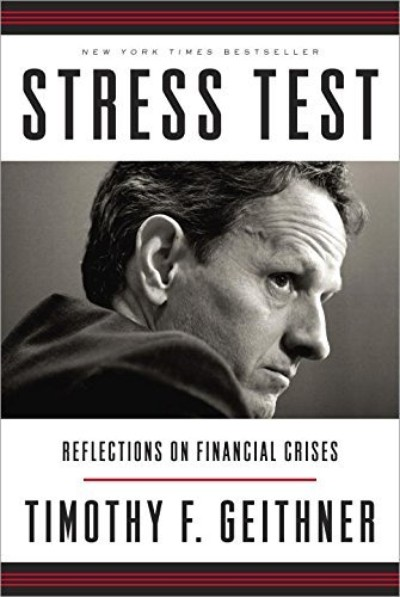 NEW YORK TIMES BESTSELLER
STRESS TEST
REFLECTIONS ON FINANCIAL CRISES
TIMOTHY F. GEITHNER